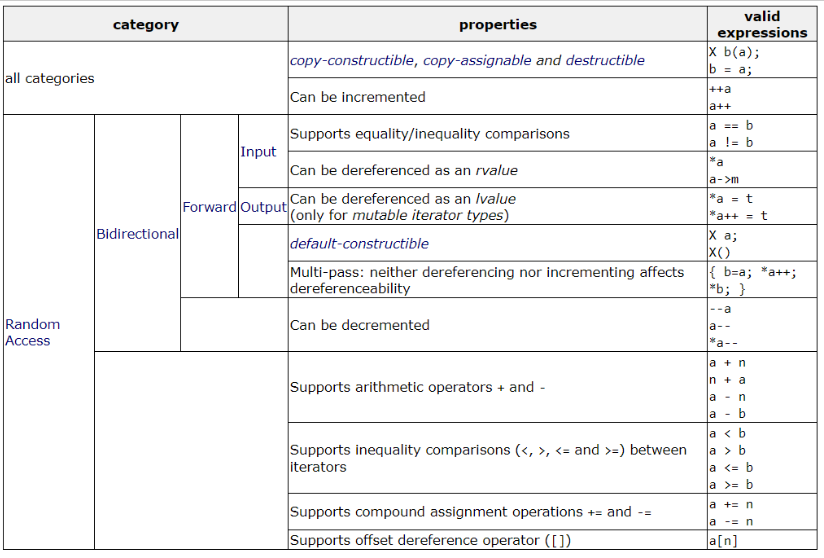 category properties valid
expressions
all categories
copy-constructible, copy-assignable and destructible
X b(a);
b = a;
Can be incremented
++a
a++
Random
Access
Bidirectional
Forward
Input
Supports equality/inequality comparisons
a == b
a != b
Can be dereferenced as an rvalue
*a
a->m
Output
Can be dereferenced as an lvalue
(only for mutable iterator types)
*a = t
*a++ = t
default-constructible
X a;
X()
Multi-pass: neither dereferencing nor incrementing affects
dereferenceability
{ b=a; *a++;
*b; }
Can be decremented
--a
a--
*a--
Supports arithmetic operators + and -
a + n
n + a
a - n
a - b
Supports inequality comparisons (<, >, <= and >=) between
iterators
a < b
a > b
a <= b
a >= b
Supports compound assignment operations += and -=
a += n
a -= n
Supports offset dereference operator ([])
a[n]